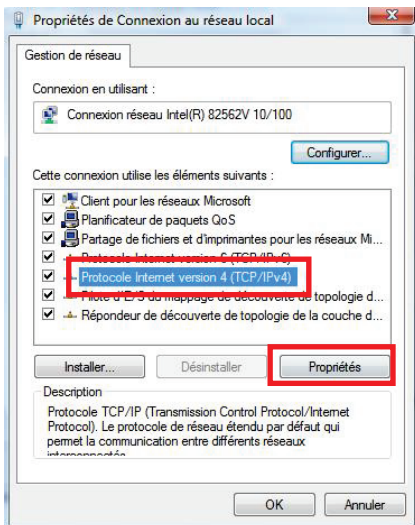 Propriétés de Connexion au réseau local
Gestion de réseau
Connexion en utilisant :
Connexion réseau Intel(R) 82562V 10/100
Configurer...
Cette connexion utilise les éléments suivants :
Client pour les réseaux Microsoft
Planificateur de paquets QoS
Partage de fichiers et d'imprimantes pour les réseaux Mi...
Protocole Internet version 6 (TCP/IPv6)
Protocole Internet version 4 (TCP/IPv4)
Pilote d'E/S du mappage de découverte de topologie d...
Répondeur de découverte de topologie de la couche d...
Installer... Désinstaller Propriétés
Description
Protocole TCP/IP (Transmission Control Protocol/Internet
Protocol). Le protocole de réseau étendu par défaut qui
permet la communication entre différents réseaux
interconnectés
OK Annuler